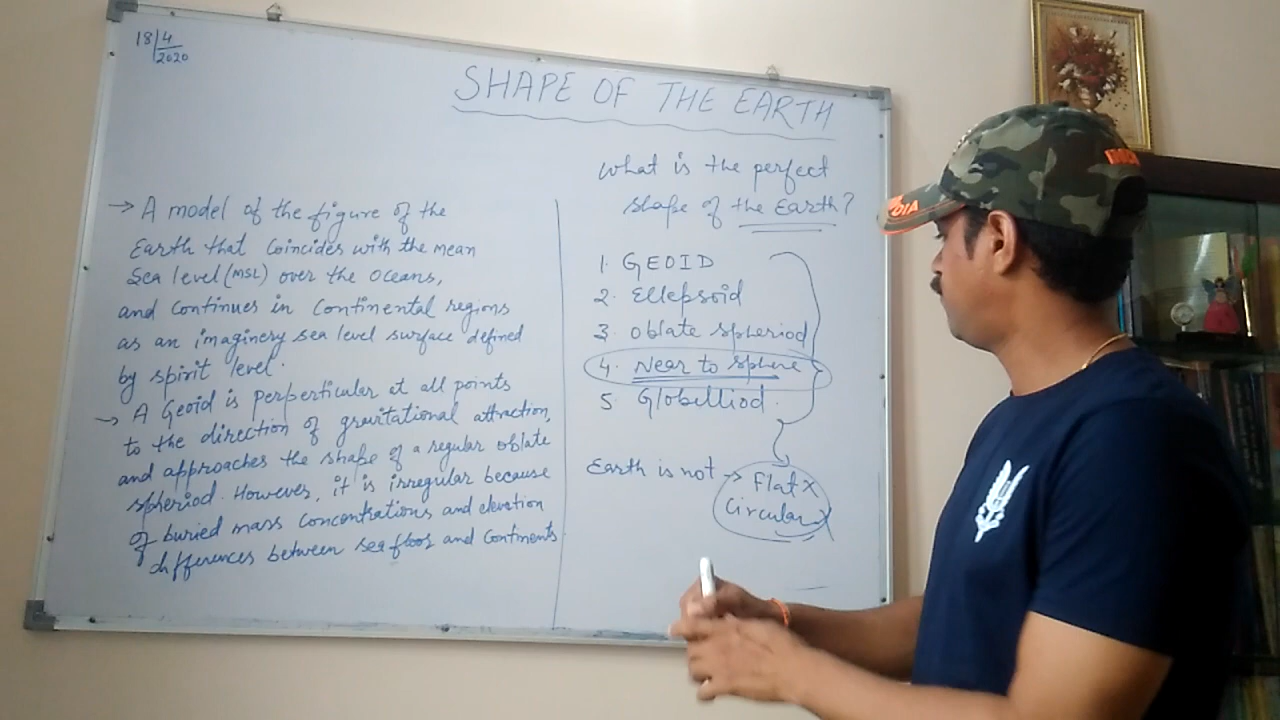 18/4
2020
SHAPE OF THE EARTH
→ A model of the figure of the
Earth that Coincides with the mean
Sea level (MSL) over the Oceans,
and Continues in Continental regions
as an imaginery sea level surface defined
by spirit level.
→ A Geoid is perperticular at all points
to the direction of gravitational attraction,
and approaches the shape of a regular oblate
spheriod. However, it is irregular because
of buried mass Concentrations and elevation
differences between sea floor and Continents
What is the perfect
shape of the Earth?
1. GEOID
2. Ellepsoid
3. Oblate spheriod
4. Near to sphere
5. Globelliod.
Earth is not → Flat x
Circular x
INDIA